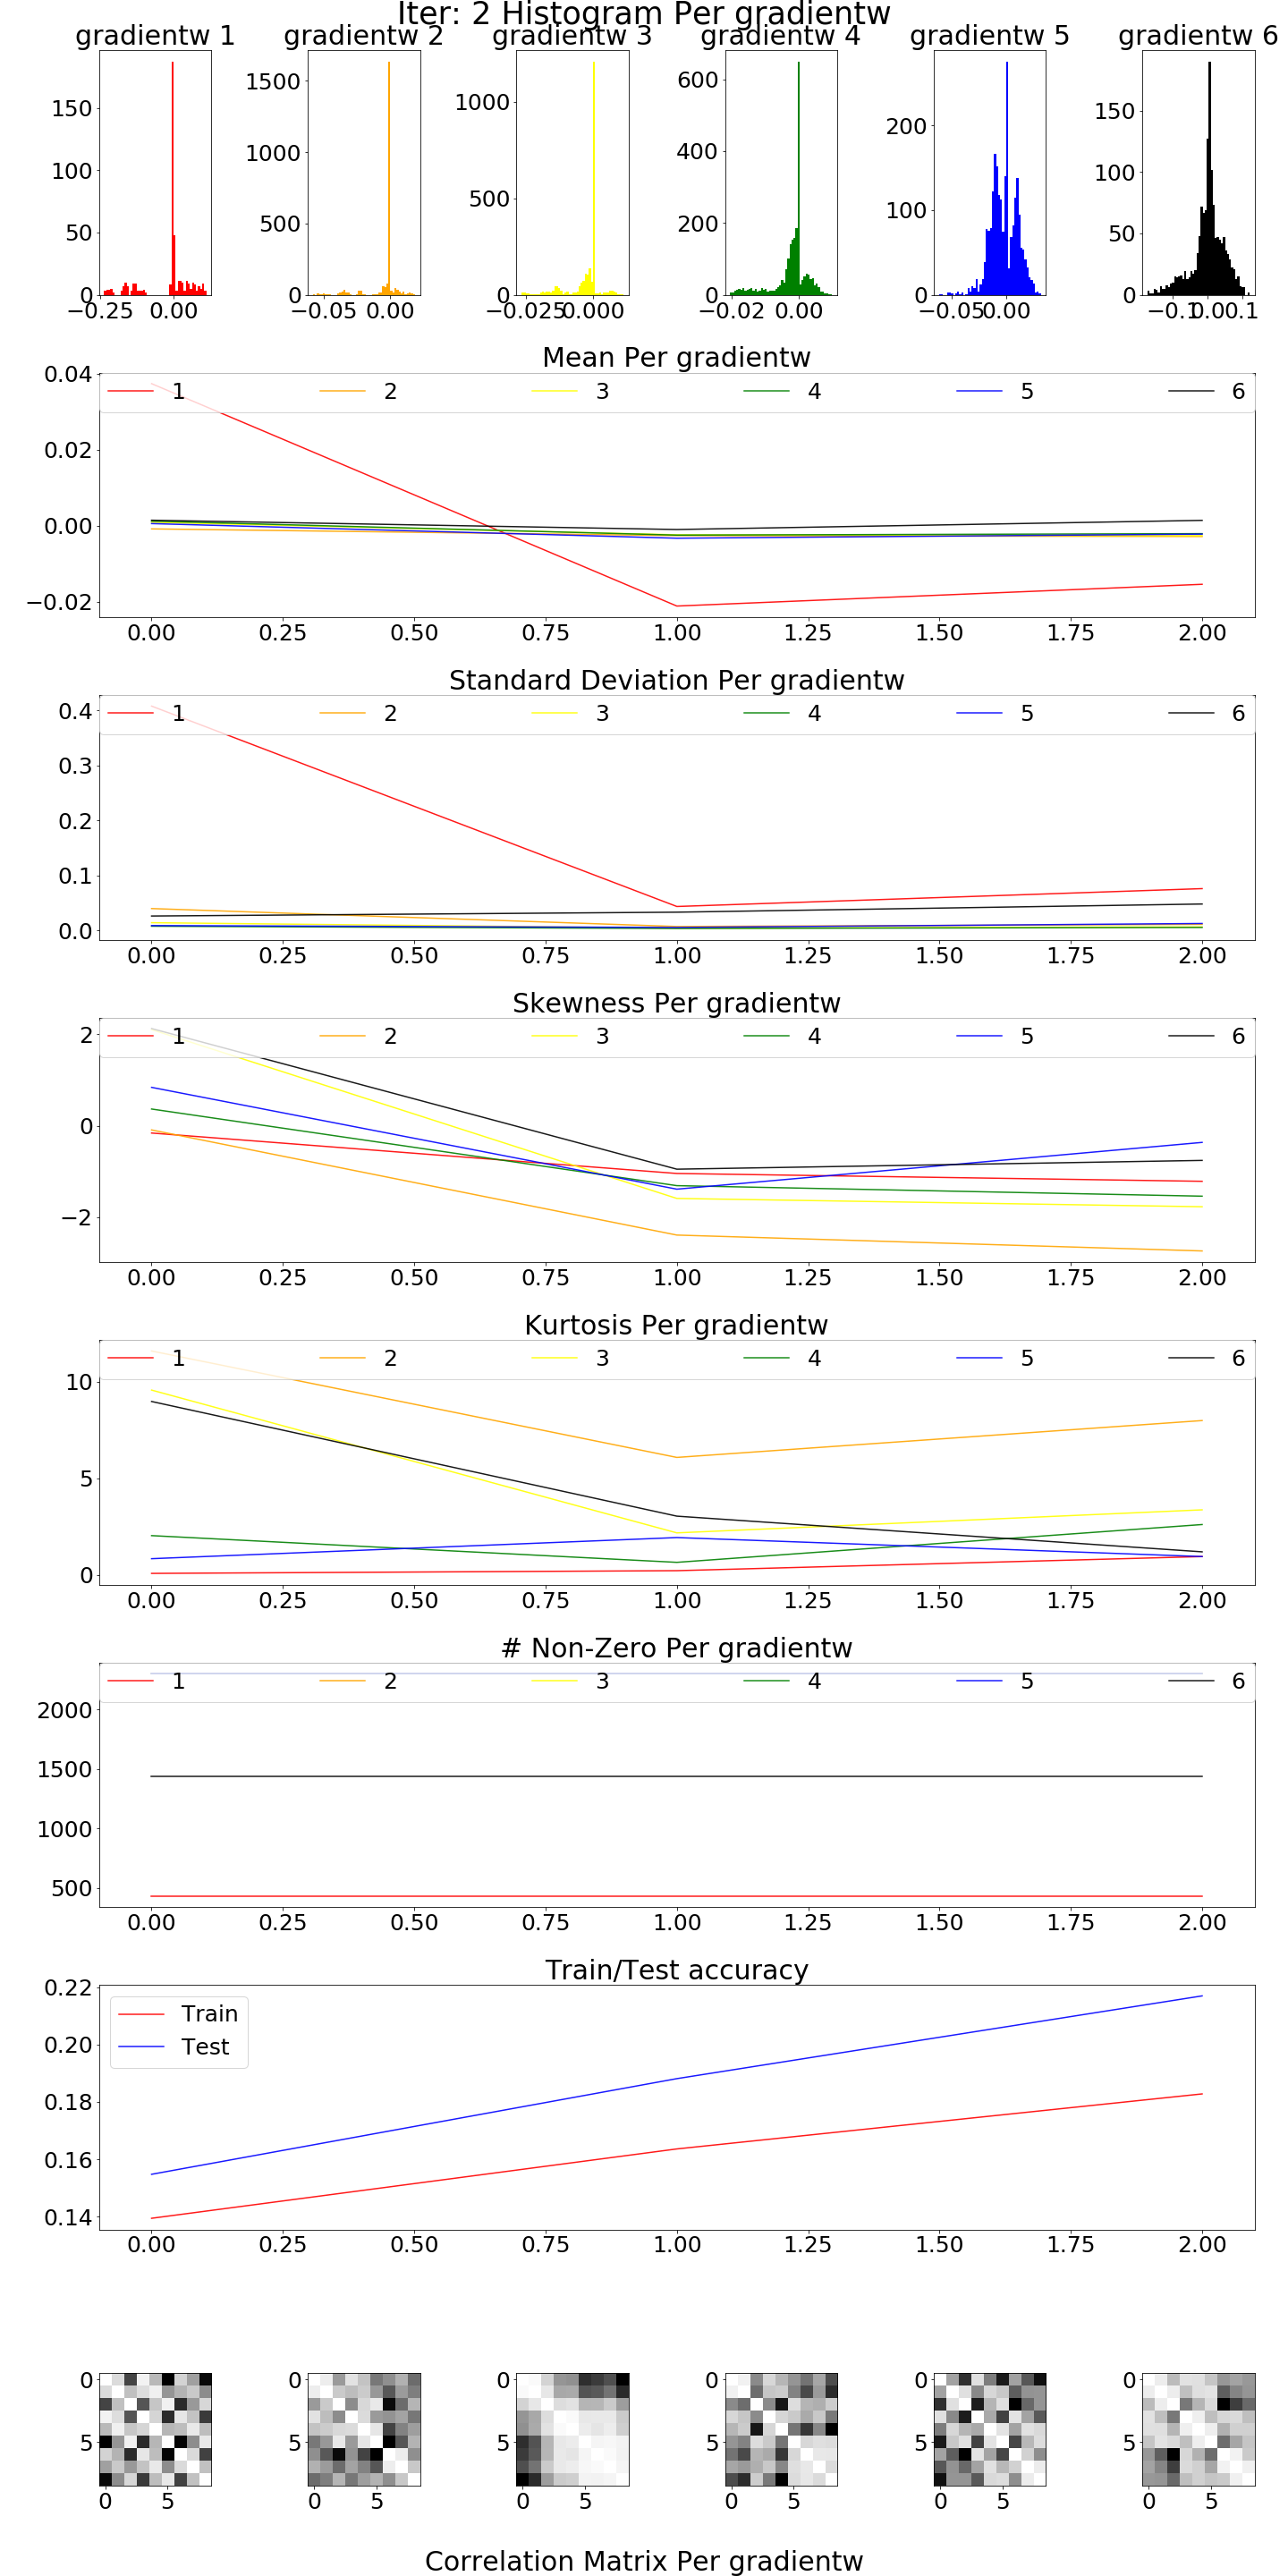 Iter: 2 Histogram Per gradientw
gradientw 1 gradientw 2 gradientw 3 gradientw 4 gradientw 5 gradientw 6
150
100
50
0
−0.25 0.00
1500
1000
500
0
−0.05 0.00
1000
500
0
−0.025 0.000
600
400
200
0
−0.02 0.00
200
100
0
−0.05 0.00
150
100
50
0
−0.1 0.0 0.1
Mean Per gradientw
1 2 3 4 5 6
0.04
0.02
0.00
−0.02
0.00 0.25 0.50 0.75 1.00 1.25 1.50 1.75 2.00
Standard Deviation Per gradientw
1 2 3 4 5 6
0.4
0.3
0.2
0.1
0.0
0.00 0.25 0.50 0.75 1.00 1.25 1.50 1.75 2.00
Skewness Per gradientw
1 2 3 4 5 6
2
0
−2
0.00 0.25 0.50 0.75 1.00 1.25 1.50 1.75 2.00
Kurtosis Per gradientw
1 2 3 4 5 6
10
5
0
0.00 0.25 0.50 0.75 1.00 1.25 1.50 1.75 2.00
# Non-Zero Per gradientw
1 2 3 4 5 6
2000
1500
1000
500
0.00 0.25 0.50 0.75 1.00 1.25 1.50 1.75 2.00
Train/Test accuracy
Train
Test
0.22
0.20
0.18
0.16
0.14
0.00 0.25 0.50 0.75 1.00 1.25 1.50 1.75 2.00
0 0 0 0 0 0
5 5 5 5 5 5
0 5 0 5 0 5 0 5 0 5 0 5
Correlation Matrix Per gradientw